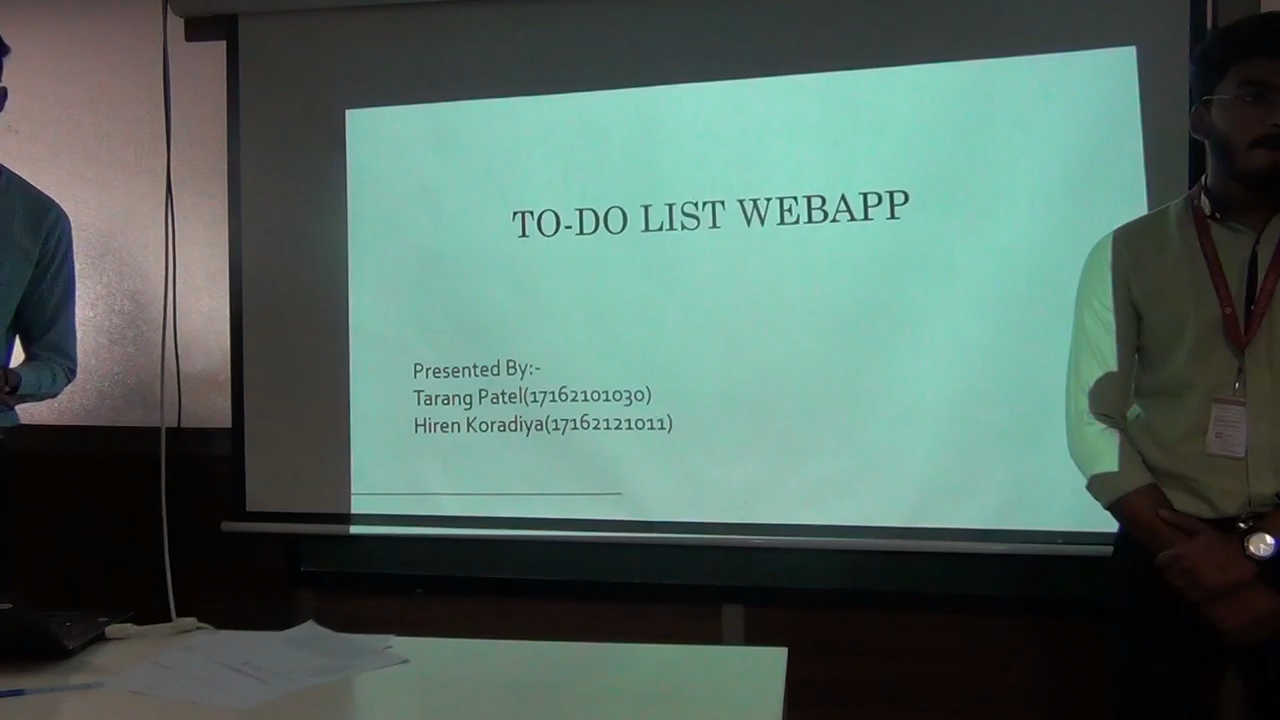 TO-DO LIST WEBAPP
Presented By:-
Tarang Patel(17162101030)
Hiren Koradiya(17162121011)